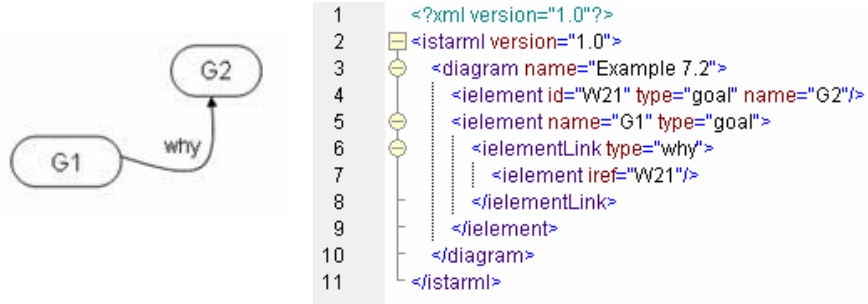 G2
why
G1
1 <?xml version="1.0"?>
2 <istarml version="1.0">
3 <diagram name="Example 7.2">
4 <ielement id="W21" type="goal" name="G2"/>
5 <ielement name="G1" type="goal">
6 <ielementLink type="why">
7 <ielement iref="W21"/>
8 </ielementLink>
9 </ielement>
10 </diagram>
11 </istarml>